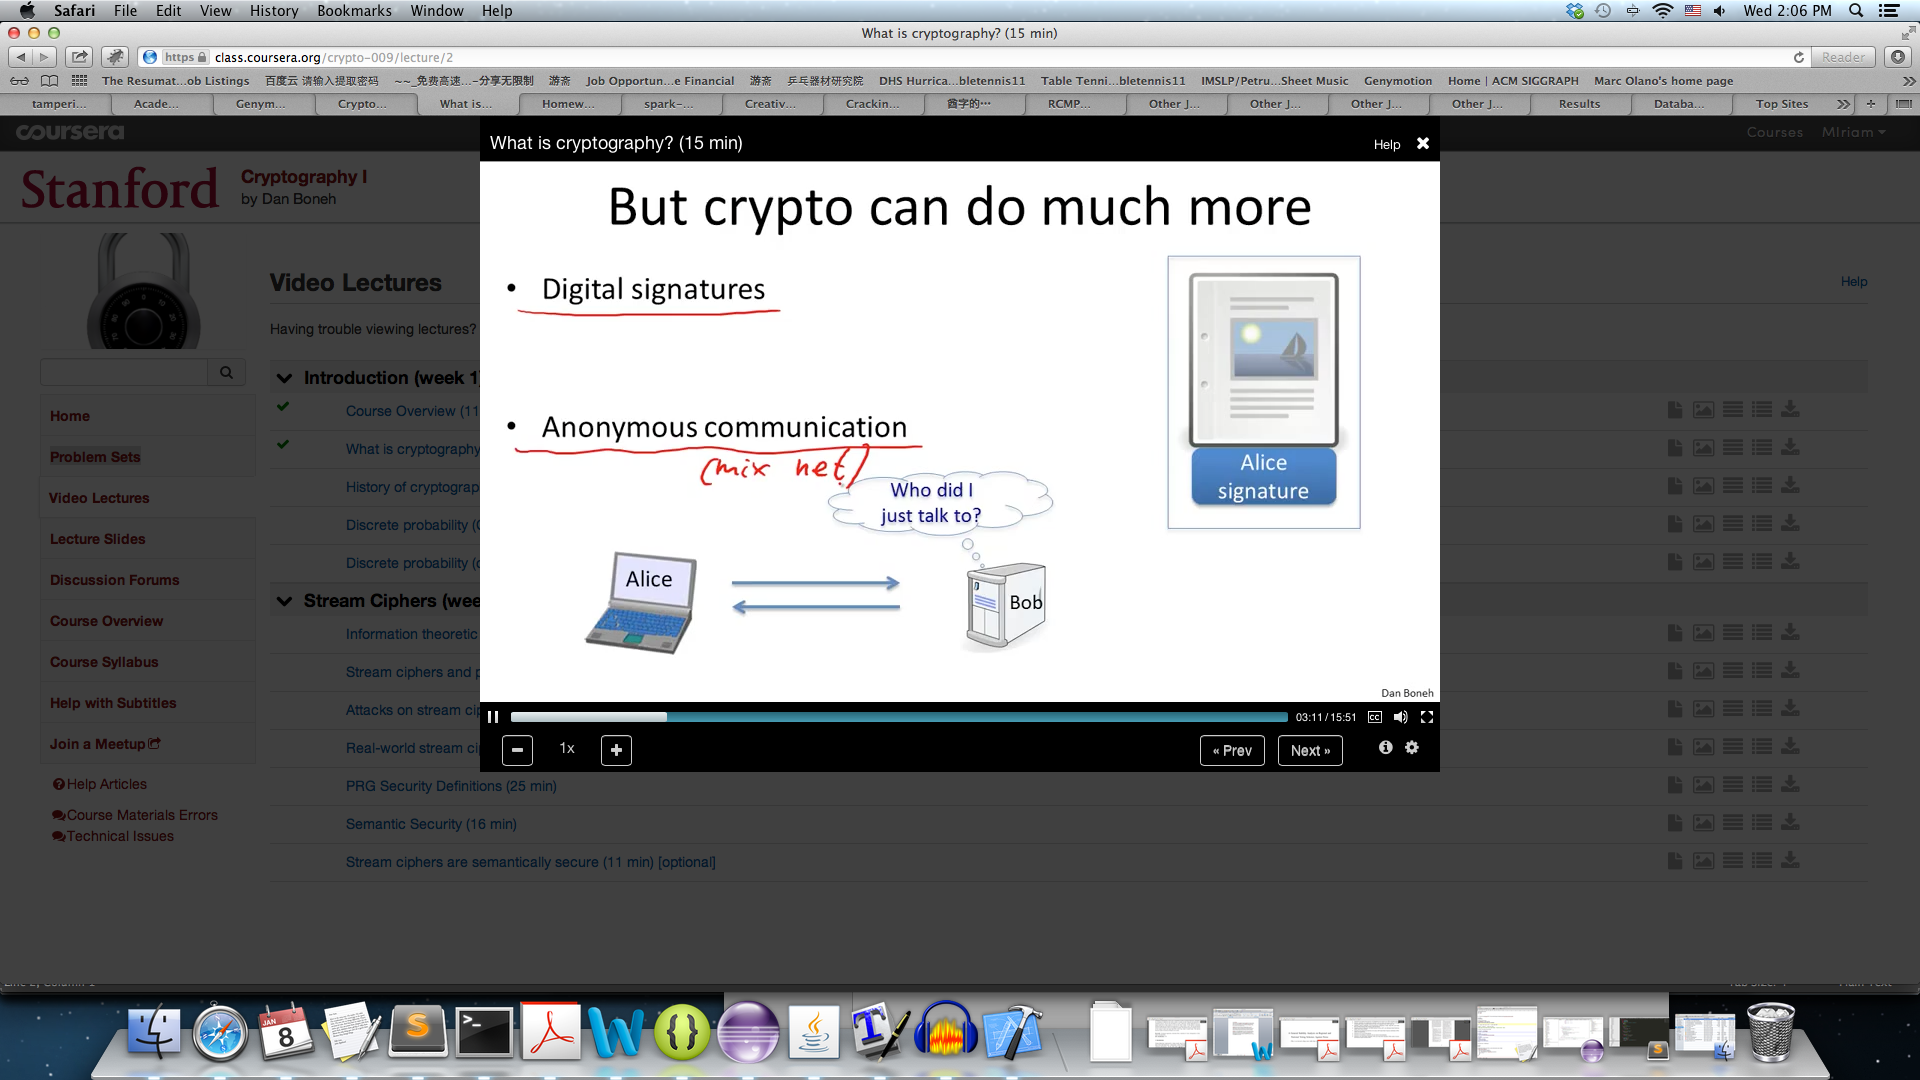 Safari File Edit View History Bookmarks Window Help Wed 2:06 PM
What is cryptography? (15 min)
https class.coursera.org/crypto-009/lecture/2 Reader
The Resumat...ob Listings 百度云 请输入提取密码 ~~_免费高速...-分享无限制 游斋 Job Opportun...e Financial 游斋 乒乓器材研究院 DHS Hurrica...bletennis11 Table Tenni...bletennis11 IMSLP/Petru...Sheet Music Genymotion Home | ACM SIGGRAPH Marc Olano's home page
tamperi... Acade... Genym... Crypto... What is... Homew... spark-... Creativ... Crackin... RCMP... Other J... Other J... Other J... Other J... Results Databa... Top Sites
coursera Courses MIriam
What is cryptography? (15 min) Help
Stanford
Cryptography I
by Dan Boneh
But crypto can do much more
• Digital signatures
• Anonymous communication
(mix net)
Who did I
just talk to?
Alice
Bob
Alice
signature
Dan Boneh
03:11 / 15:51 CC
1x « Prev Next »
Video Lectures Help
Having trouble viewing lectures?
Home
Problem Sets
Video Lectures
Lecture Slides
Discussion Forums
Course Overview
Course Syllabus
Help with Subtitles
Join a Meetup
Help Articles
Course Materials Errors
Technical Issues
Introduction (week 1
Course Overview (11
What is cryptography
History of cryptograp
Discrete probability (
Discrete probability (
Stream Ciphers (wee
Information theoretic
Stream ciphers and p
Attacks on stream cip
Real-world stream cip
PRG Security Definitions (25 min)
Semantic Security (16 min)
Stream ciphers are semantically secure (11 min) [optional]
JAN
8